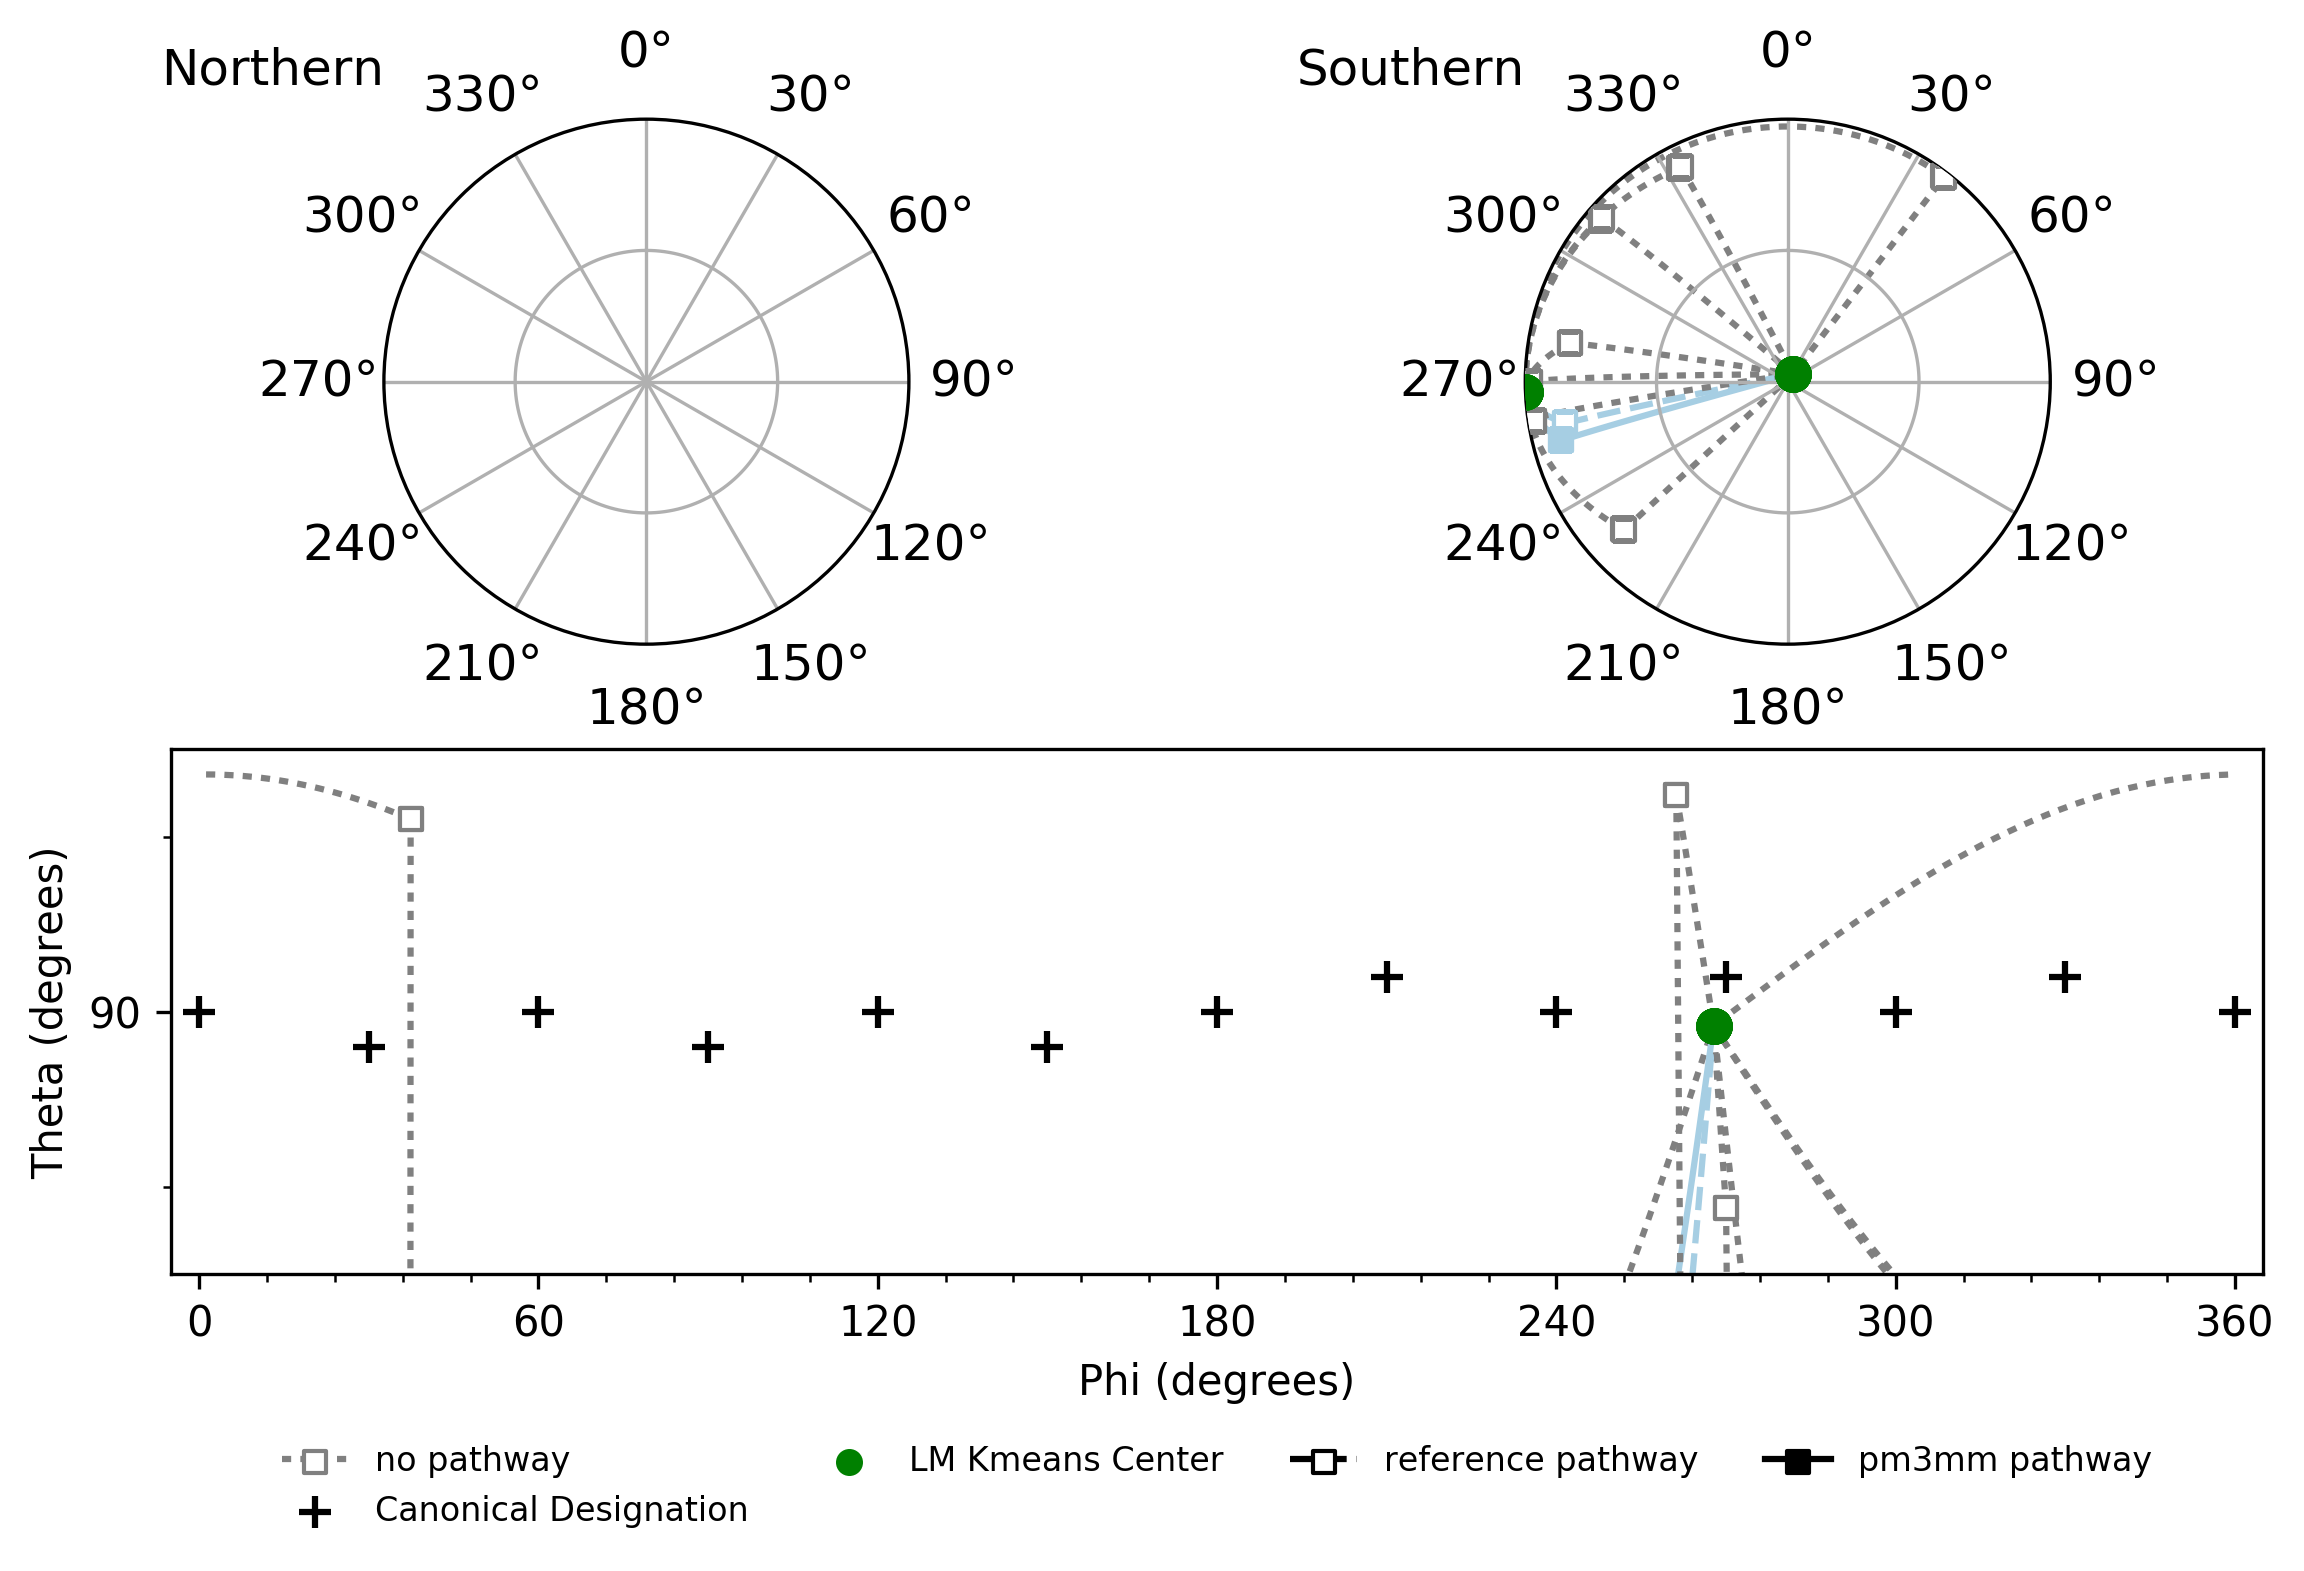 Northern
0°
330°
30°
300°
60°
270°
90°
240°
120°
210°
150°
180°
Southern
0°
330°
30°
300°
60°
270°
90°
240°
120°
210°
150°
180°
Theta (degrees)
90
0 60 120 180 240 300 360
Phi (degrees)
no pathway
Canonical Designation
LM Kmeans Center
reference pathway
pm3mm pathway